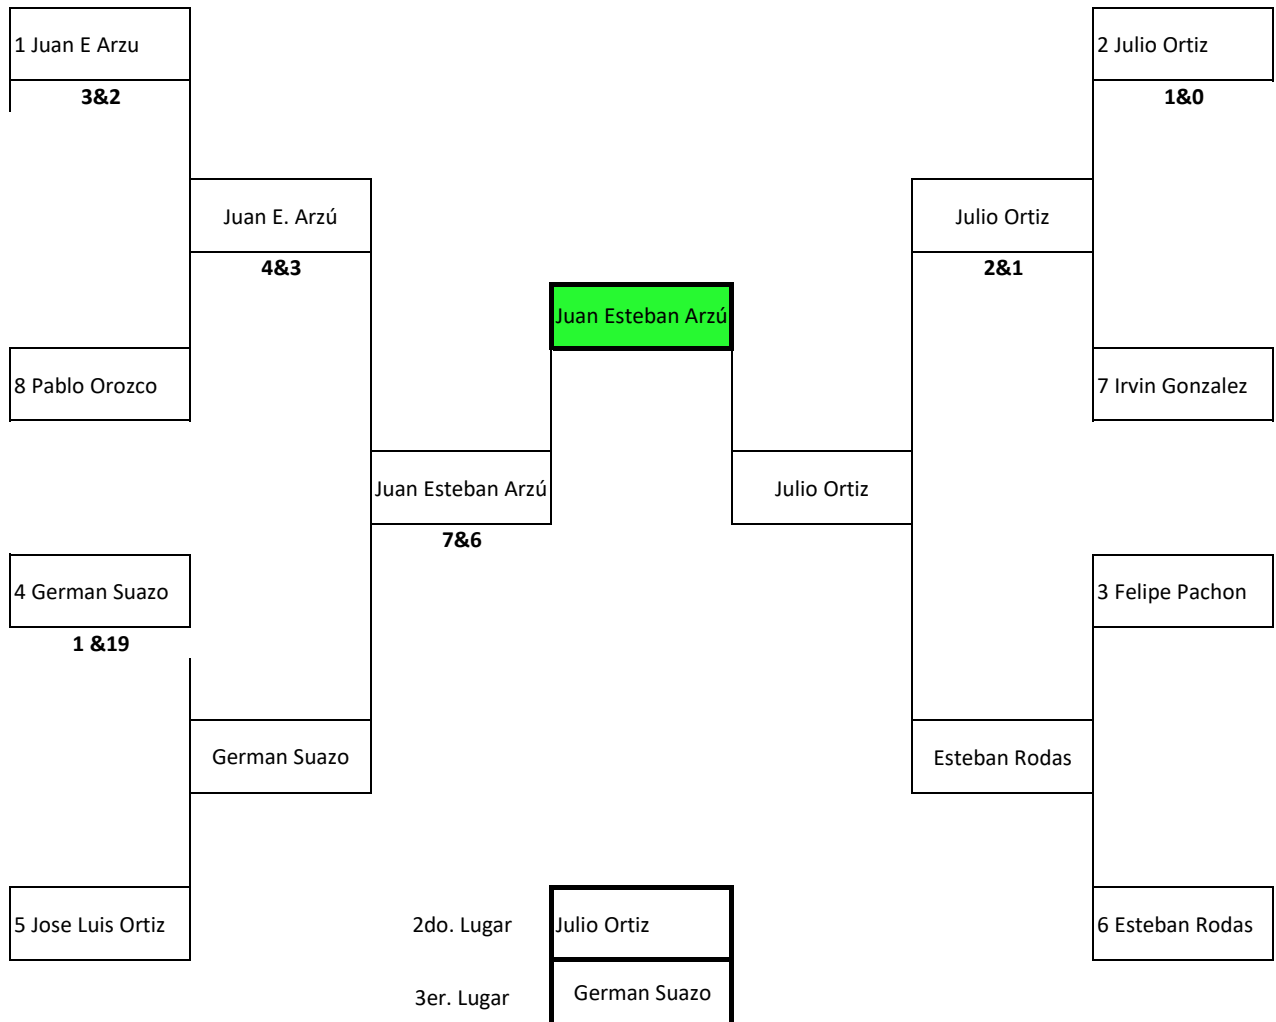 1 Juan E Arzu
2 Julio Ortiz
3&2
1&0
Juan E. Arzú
Julio Ortiz
4&3
2&1
Juan Esteban Arzú
8 Pablo Orozco
7 Irvin Gonzalez
Juan Esteban Arzú
Julio Ortiz
7&6
4 German Suazo
3 Felipe Pachon
1 &19
German Suazo
Esteban Rodas
5 Jose Luis Ortiz
2do. Lugar
Julio Ortiz
6 Esteban Rodas
3er. Lugar
German Suazo